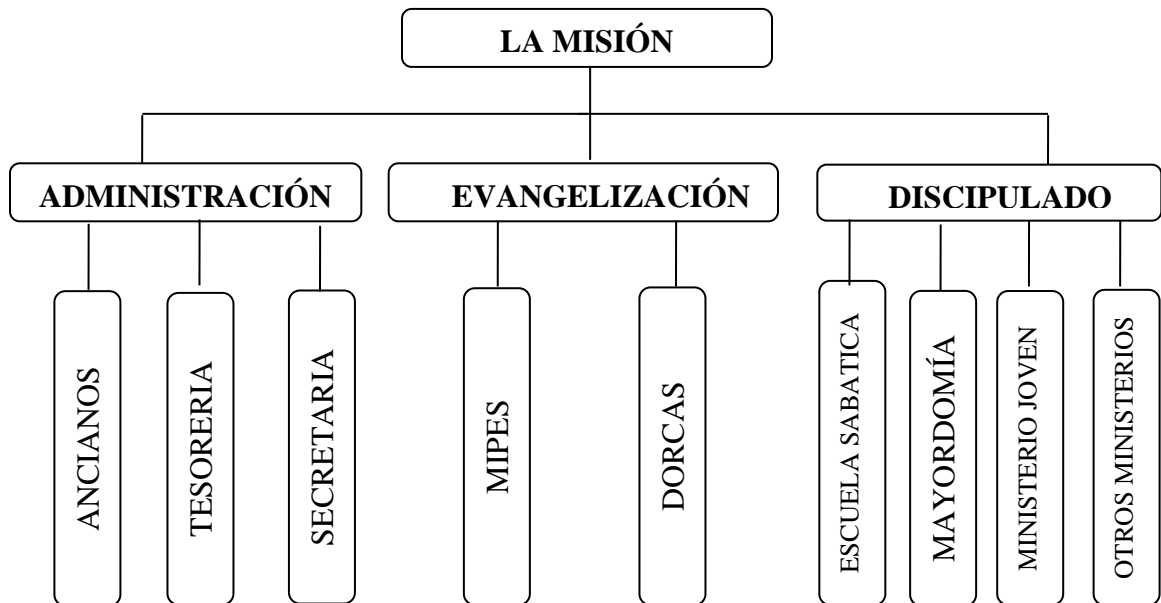 LA MISIÓN
ADMINISTRACIÓN
EVANGELIZACIÓN
DISCIPULADO
ANCIANOS
TESORERIA
SECRETARIA
MIPES
DORCAS
ESCUELA SABATICA
MAYORDOMÍA
MINISTERIO JOVEN
OTROS MINISTERIOS